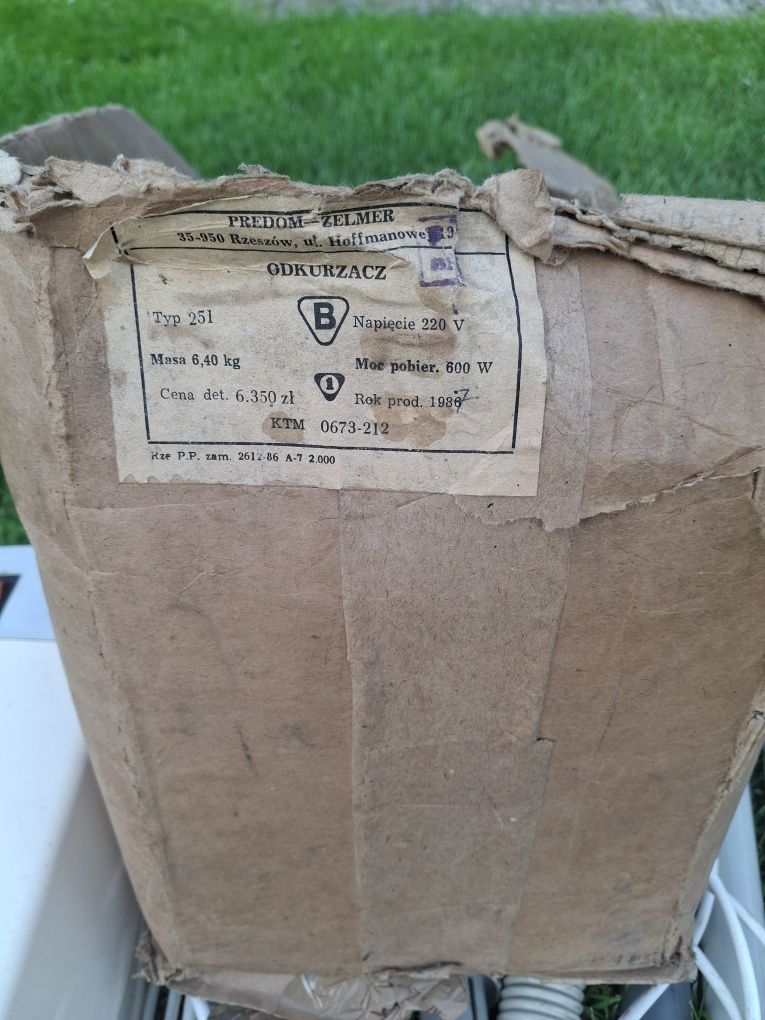 PREDOM—ZELMER
35-950 Rzeszów, ul. Hoffmanowej 19
ODKURZACZ
Typ 251
B
Napięcie 220 V
Masa 6,40 kg
Moc pobier. 600 W
1
Cena det. 6.350 zł
Rok prod. 1986 7
KTM 0673-212
Rze P.P. zam. 2612-86 A-7 2.000